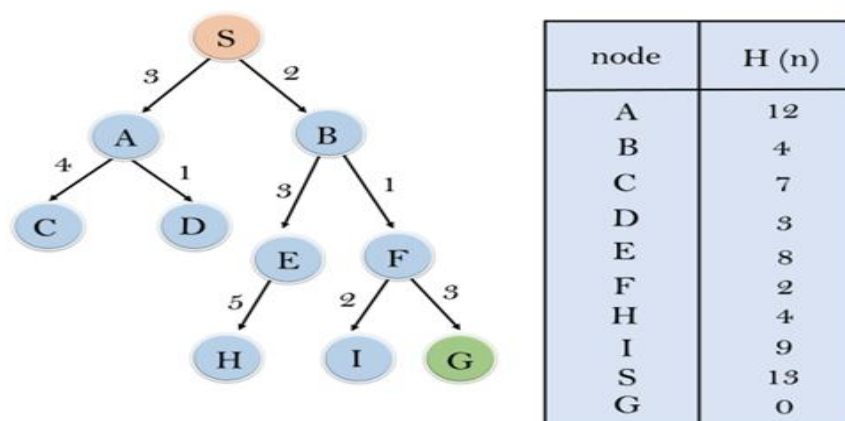 S
3 2
A B
4 1 3 1
C D E F
5 2 3
H I G
node H (n)
A 12
B 4
C 7
D 3
E 8
F 2
H 4
I 9
S 13
G 0